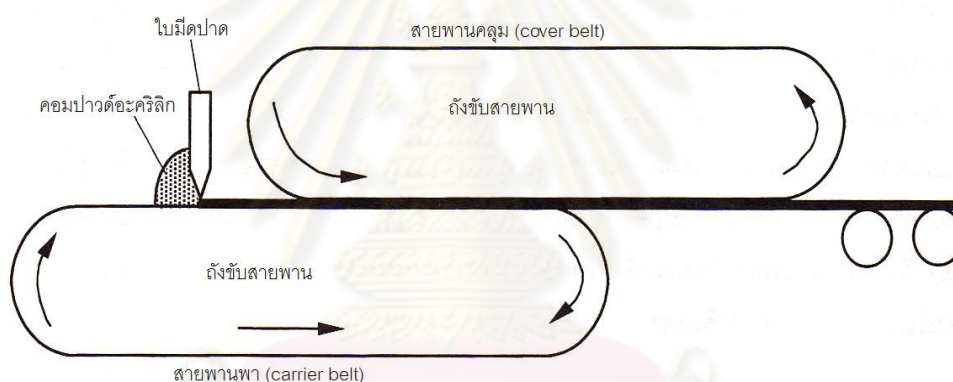 ใบมีดปาด
สายพานคลุม (cover belt)
คอมปาวด์อะคริลิก
ถังขับสายพาน
ถังขับสายพาน
สายพานพา (carrier belt)